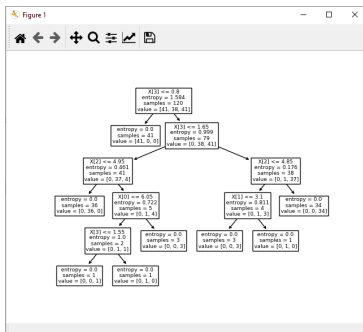 Figure 1
X[3] <= 0.8
entropy = 1.584
samples = 120
value = [41, 38, 41]
entropy = 0.0
samples = 41
value = [41, 0, 0]
X[3] <= 1.65
entropy = 0.999
samples = 79
value = [0, 38, 41]
X[2] <= 4.95
entropy = 0.461
samples = 41
value = [0, 37, 4]
X[2] <= 4.85
entropy = 0.176
samples = 38
value = [0, 1, 37]
entropy = 0.0
samples = 36
value = [0, 36, 0]
X[0] <= 6.05
entropy = 0.722
samples = 5
value = [0, 1, 4]
X[1] <= 3.1
entropy = 0.811
samples = 4
value = [0, 1, 3]
entropy = 0.0
samples = 34
value = [0, 0, 34]
X[3] <= 1.55
entropy = 1.0
samples = 2
value = [0, 1, 1]
entropy = 0.0
samples = 3
value = [0, 0, 3]
entropy = 0.0
samples = 3
value = [0, 0, 3]
entropy = 0.0
samples = 1
value = [0, 1, 0]
entropy = 0.0
samples = 1
value = [0, 0, 1]
entropy = 0.0
samples = 1
value = [0, 1, 0]